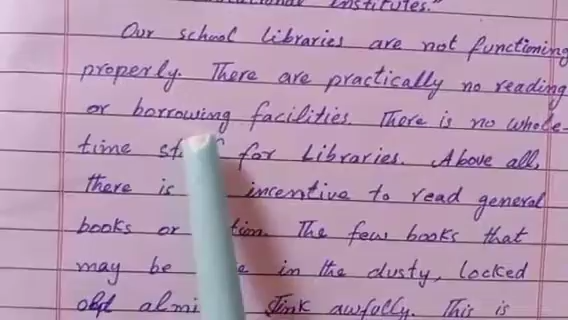 Institutes."
Our school libraries are not functioning
properly. There are practically no reading
or borrowing facilities. There is no whole-
time for libraries. Above all,
there is incentive to read general
books or The few books that
may be in the dusty, locked
awfully. This is